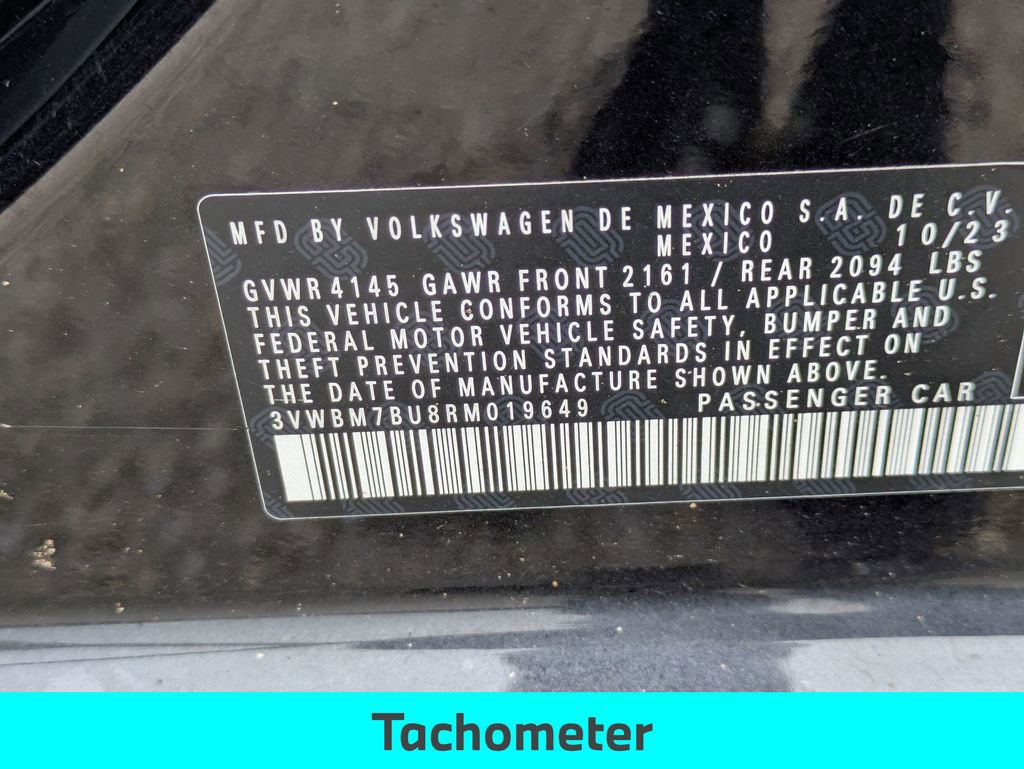 MFD BY VOLKSWAGEN DE MEXICO S.A. DE C.V.
MEXICO 10/23
GVWR 4145 GAWR FRONT 2161 / REAR 2094 LBS
THIS VEHICLE CONFORMS TO ALL APPLICABLE U.S.
FEDERAL MOTOR VEHICLE SAFETY, BUMPER AND
THEFT PREVENTION STANDARDS IN EFFECT ON
THE DATE OF MANUFACTURE SHOWN ABOVE.
3VWBM7BU8RM019649 PASSENGER CAR
Tachometer